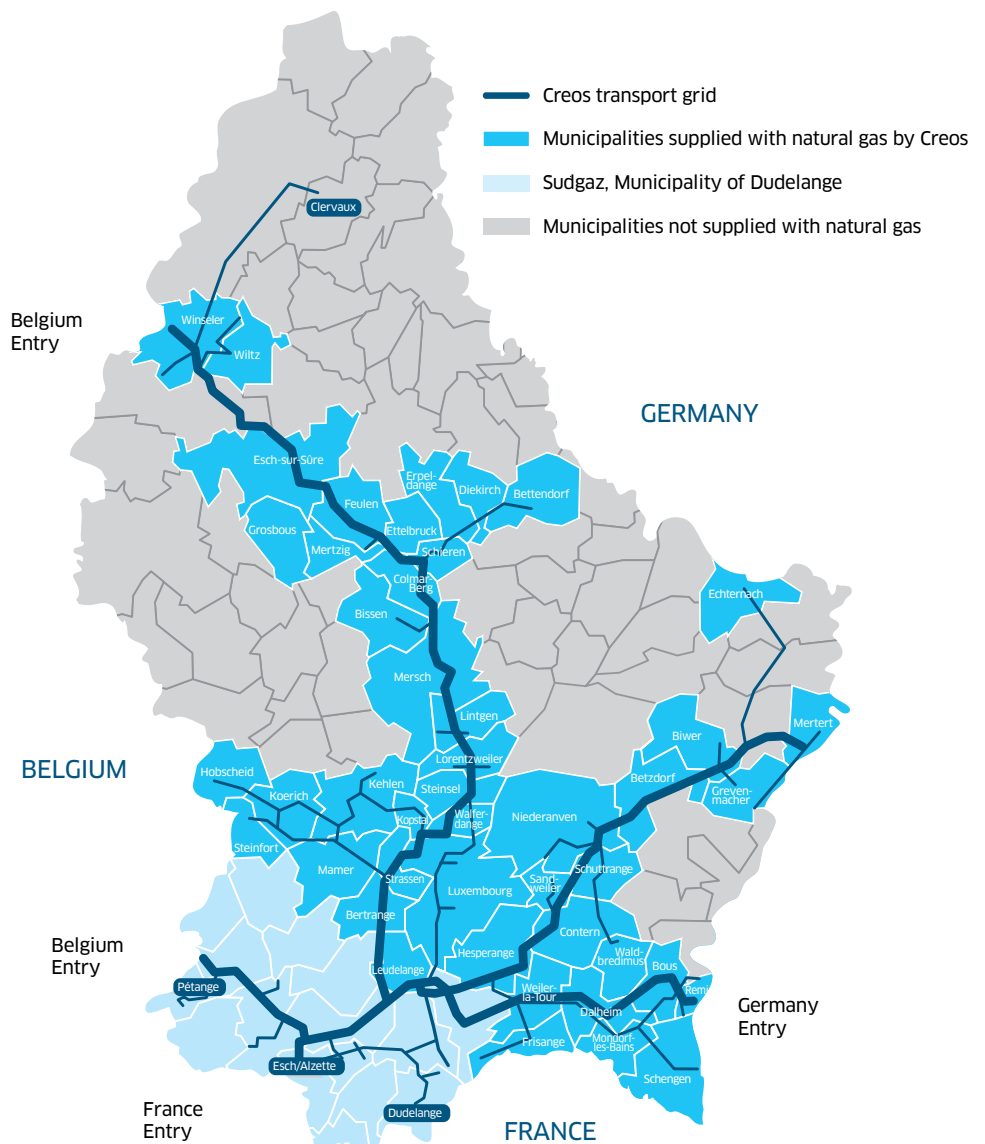 Creos transport grid
Municipalities supplied with natural gas by Creos
Sudgaz, Municipality of Dudelange
Municipalities not supplied with natural gas
Clervaux
Belgium
Entry
Winseler
Wiltz
GERMANY
Esch-sur-Sûre
Erpel-
dange
Diekirch
Bettendorf
Feulen
Grosbous
Ettelbruck
Mertzig
Schieren
Colmar-
Berg
Echternach
Bissen
Mersch
Lintgen
Mertert
Biwer
BELGIUM
Lorentzweiler
Hobscheid
Koerich
Kehlen
Steinsel
Betzdorf
Greven-
macher
Kopstal
Walfer-
dange
Niederanven
Steinfort
Mamer
Strassen
Luxembourg
Sand-
weiler
Schuttrange
Bertrange
Contern
Hesperange
Wald-
bredimus
Bous
Belgium
Entry
Leudelange
Pétange
Weiler-
la-Tour
Remi
Dalheim
Germany
Entry
Frisange
Mondorf-
les-Bains
Esch/Alzette
Schengen
Dudelange
France
Entry
FRANCE